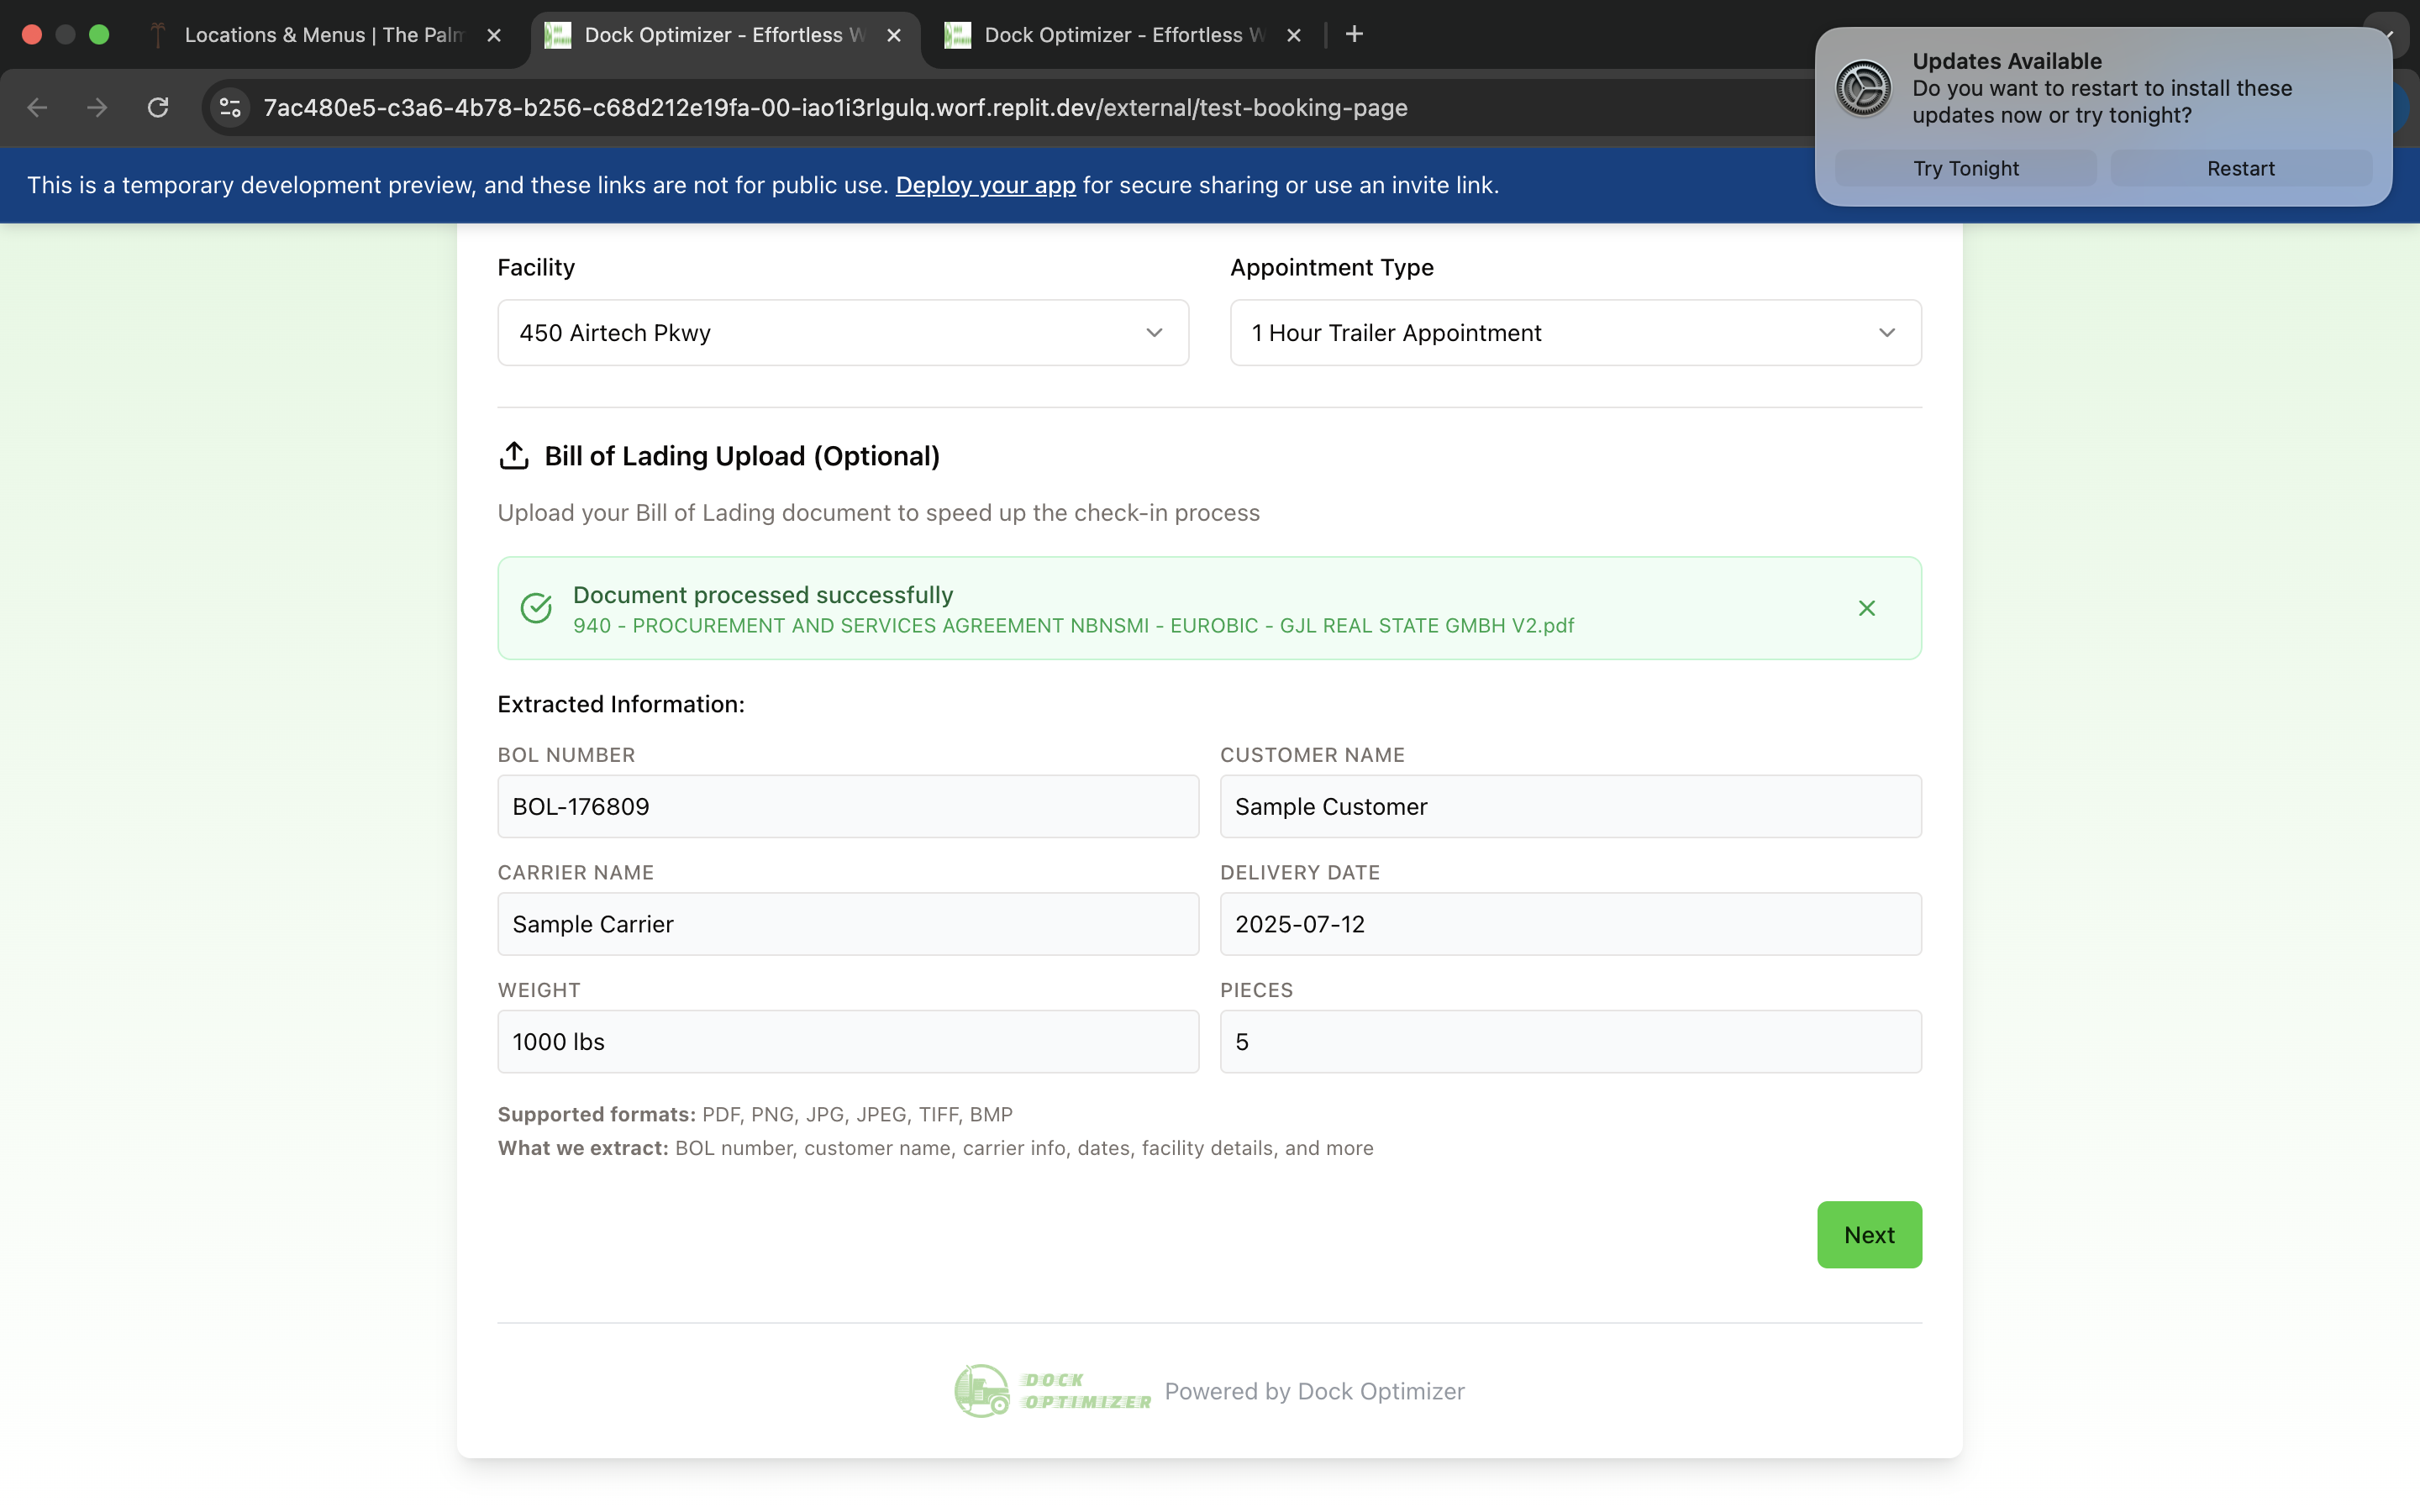 Locations & Menus | The Palm
Dock Optimizer - Effortless W
Dock Optimizer - Effortless W
7ac480e5-c3a6-4b78-b256-c68d212e19fa-00-iao1i3rlgulq.worf.replit.dev/external/test-booking-page
Updates Available
Do you want to restart to install these
updates now or try tonight?
Try Tonight
Restart
This is a temporary development preview, and these links are not for public use. Deploy your app for secure sharing or use an invite link.
Facility
Appointment Type
450 Airtech Pkwy
1 Hour Trailer Appointment
Bill of Lading Upload (Optional)
Upload your Bill of Lading document to speed up the check-in process
Document processed successfully
940 - PROCUREMENT AND SERVICES AGREEMENT NBNSMI - EUROBIC - GJL REAL STATE GMBH V2.pdf
Extracted Information:
BOL NUMBER
CUSTOMER NAME
BOL-176809
Sample Customer
CARRIER NAME
DELIVERY DATE
Sample Carrier
2025-07-12
WEIGHT
PIECES
1000 lbs
5
Supported formats: PDF, PNG, JPG, JPEG, TIFF, BMP
What we extract: BOL number, customer name, carrier info, dates, facility details, and more
Next
DOCK
OPTIMIZER
Powered by Dock Optimizer